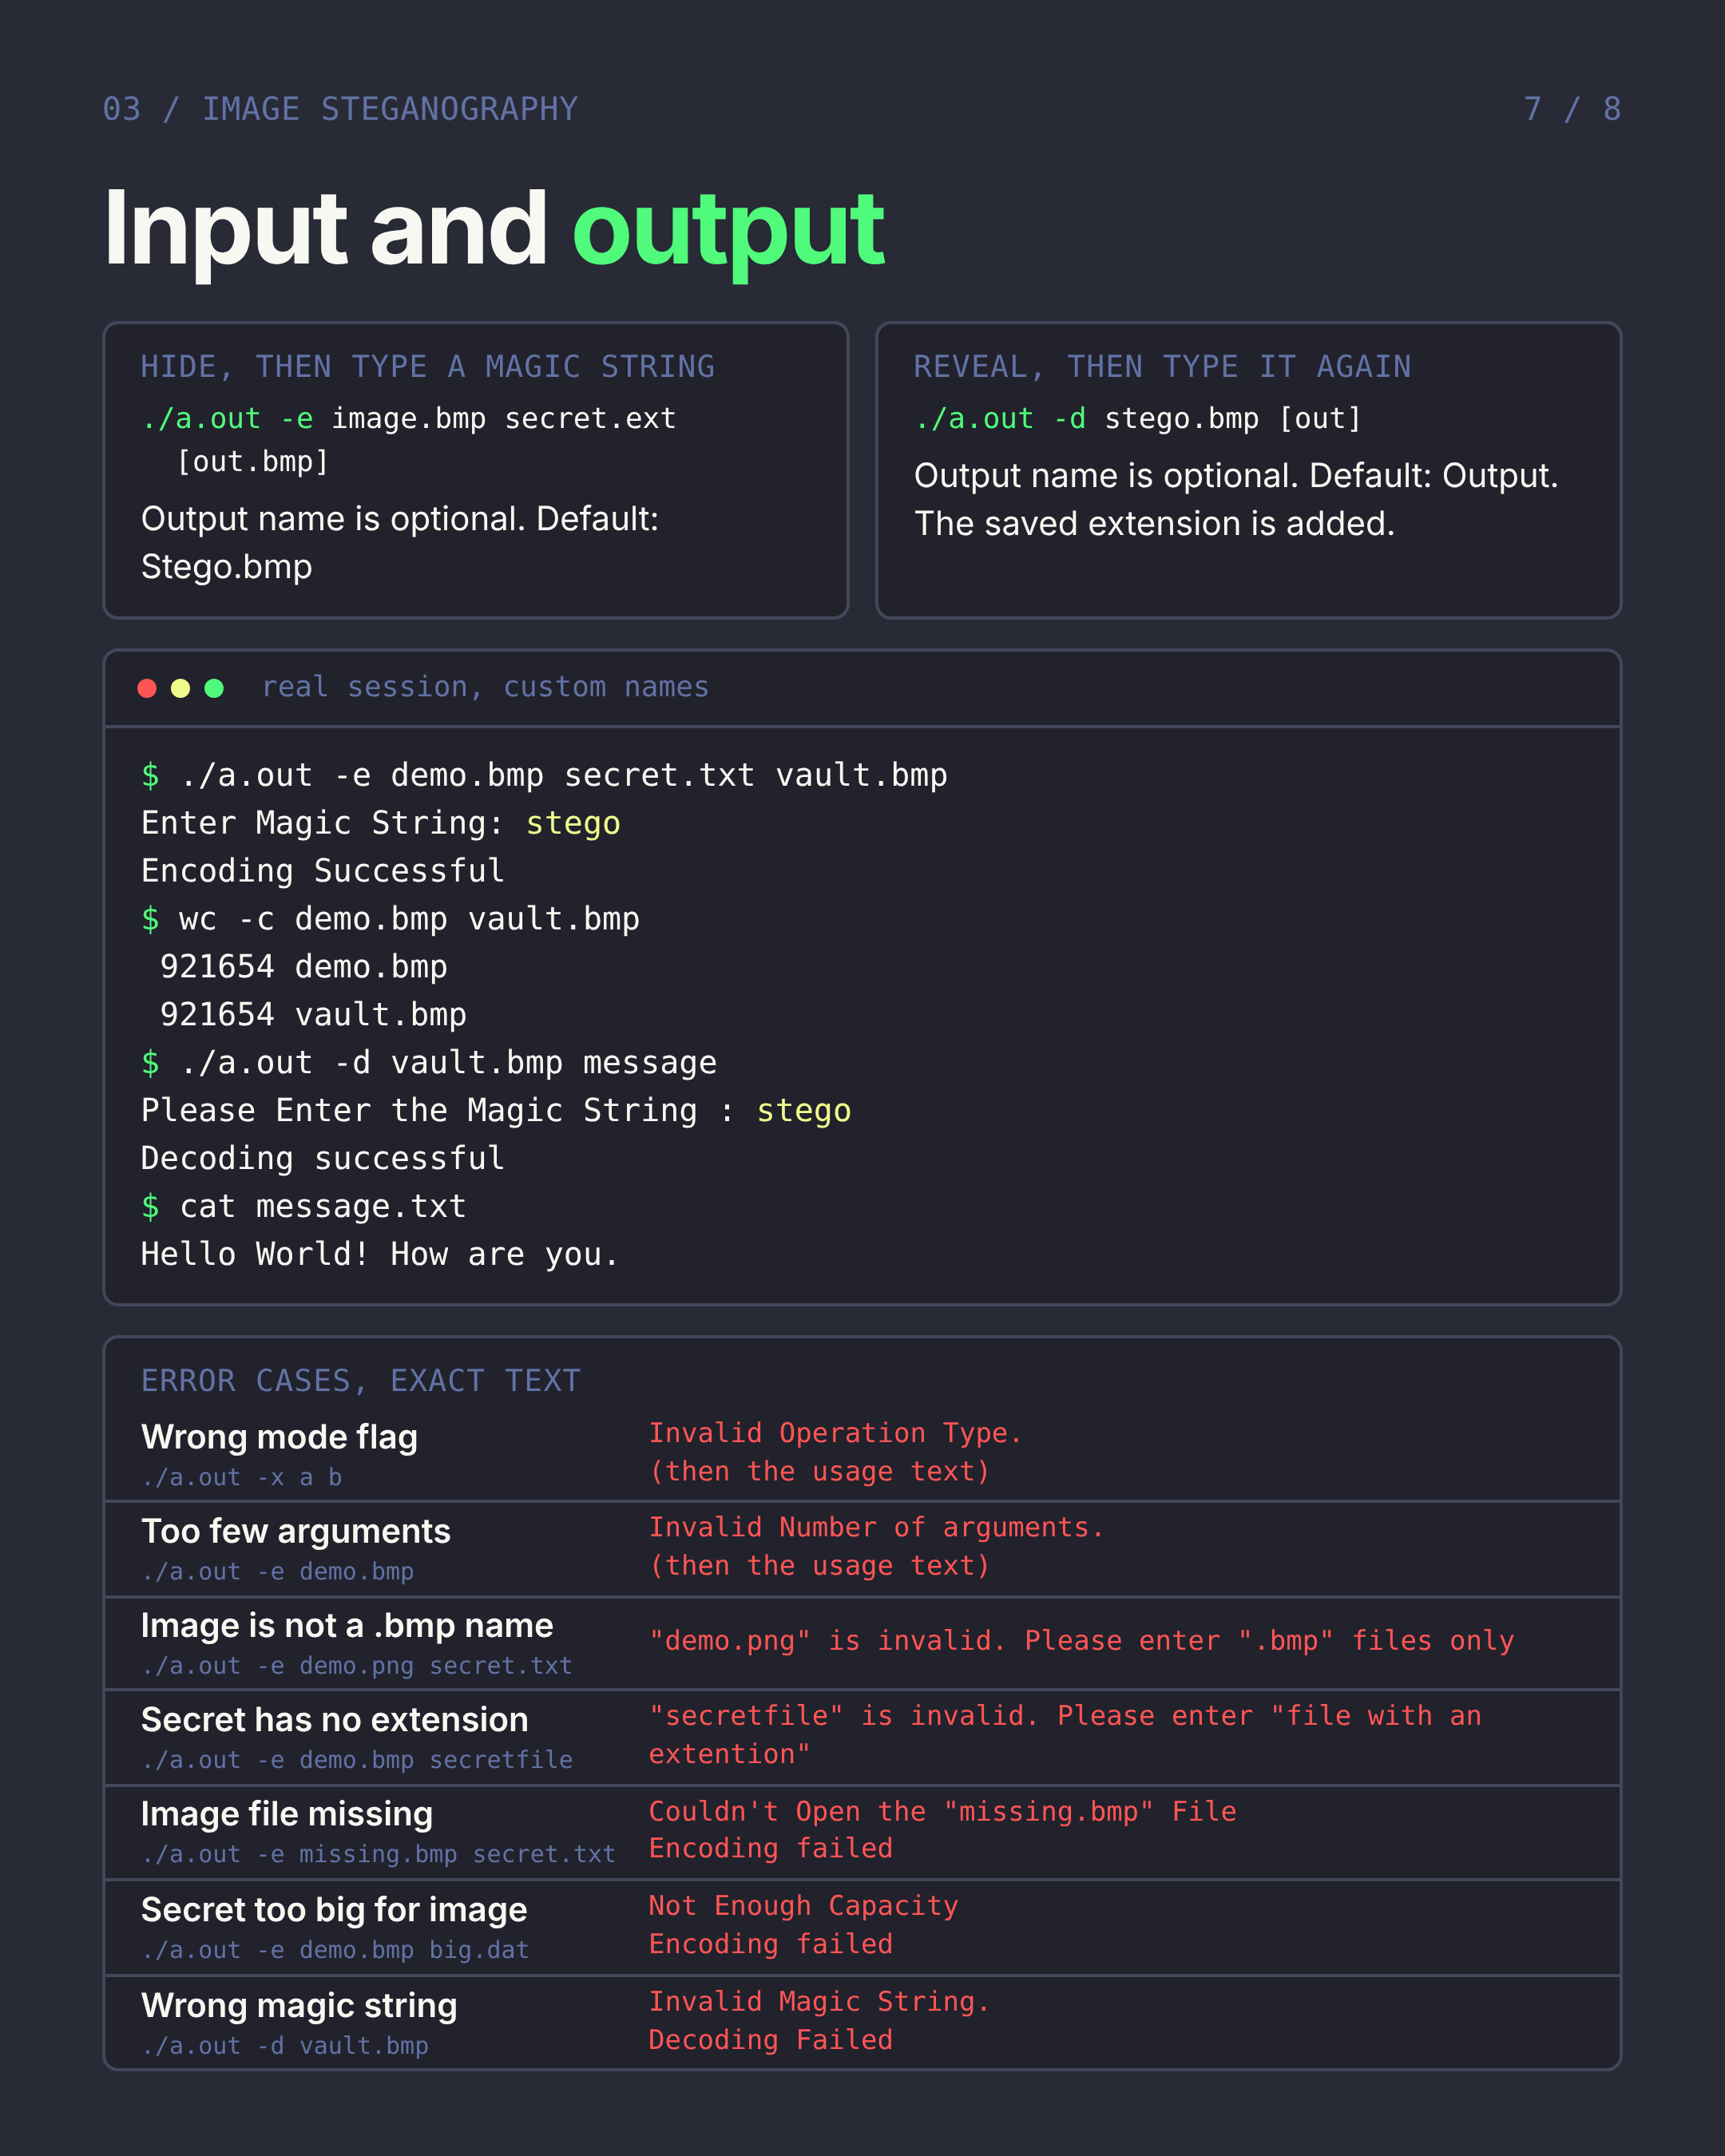 03 / IMAGE STEGANOGRAPHY
7 / 8
Input and output
HIDE, THEN TYPE A MAGIC STRING
./a.out -e image.bmp secret.ext
[out.bmp]
Output name is optional. Default:
Stego.bmp
REVEAL, THEN TYPE IT AGAIN
./a.out -d stego.bmp [out]
Output name is optional. Default: Output.
The saved extension is added.
real session, custom names
$ ./a.out -e demo.bmp secret.txt vault.bmp
Enter Magic String: stego
Encoding Successful
$ wc -c demo.bmp vault.bmp
921654 demo.bmp
921654 vault.bmp
$ ./a.out -d vault.bmp message
Please Enter the Magic String : stego
Decoding successful
$ cat message.txt
Hello World! How are you.
ERROR CASES, EXACT TEXT
Wrong mode flag
./a.out -x a b
Invalid Operation Type.
(then the usage text)
Too few arguments
./a.out -e demo.bmp
Invalid Number of arguments.
(then the usage text)
Image is not a .bmp name
./a.out -e demo.png secret.txt
"demo.png" is invalid. Please enter ".bmp" files only
Secret has no extension
./a.out -e demo.bmp secretfile
"secretfile" is invalid. Please enter "file with an
extention"
Image file missing
./a.out -e missing.bmp secret.txt
Couldn't Open the "missing.bmp" File
Encoding failed
Secret too big for image
./a.out -e demo.bmp big.dat
Not Enough Capacity
Encoding failed
Wrong magic string
./a.out -d vault.bmp
Invalid Magic String.
Decoding Failed